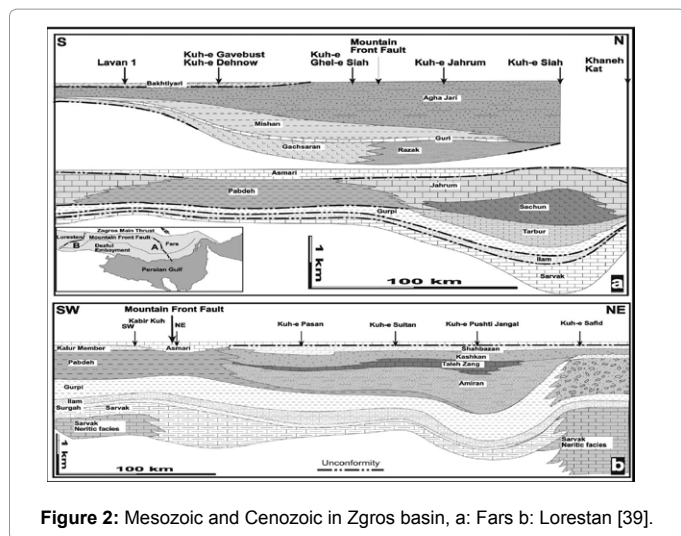 S
N
Lavan 1
Kuh-e Gavebust
Kuh-e Dehnow
Kuh-e
Ghel-e Siah
Mountain
Front Fault
Kuh-e Jahrum
Kuh-e Siah
Khaneh
Kat
Bakhtiyari
Agha Jari
Mishan
Guri
Gachsaran
Razak
Asmari
Pabdeh
Jahrum
Sachun
Gurpi
Tarbur
Ilam
Sarvak
Zagros Main Thrust
Lorestan
Mountain Front Fault
Fars
B
Dezful
Embayment
A
Persian Gulf
1 km
100 km
a
SW
NE
Mountain Front Fault
Kabir Kuh
SW
NE
Kuh-e Pasan
Kuh-e Sultan
Kuh-e Pushti Jangal
Kuh-e Safid
Kalur Member
Asmari
Shahbazan
Kashkan
Taleh Zang
Pabdeh
Amiran
Gurpi
Ilam
Surgah
Sarvak
Sarvak
Neritic facies
Sarvak
Neritic facies
1 km
100 km
Unconformity
b
Figure 2: Mesozoic and Cenozoic in Zgros basin, a: Fars b: Lorestan [39].